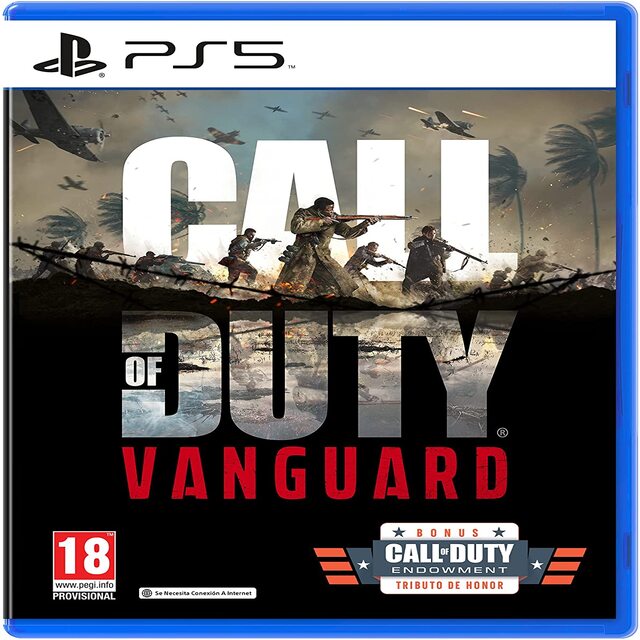 PS5™
CALL
OF DUTY®
VANGUARD
18
www.pegi.info
PROVISIONAL
Se Necesita Conexión A Internet
BONUS
CALL OF DUTY
ENDOWMENT
TRIBUTO DE HONOR